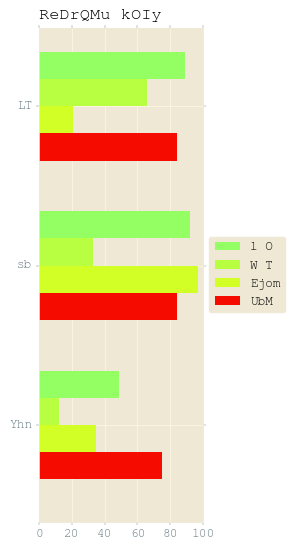 ReDrQMu kOIy
LT
sb
Yhn
0 20 40 60 80 100
l O
W T
Ejom
UbM